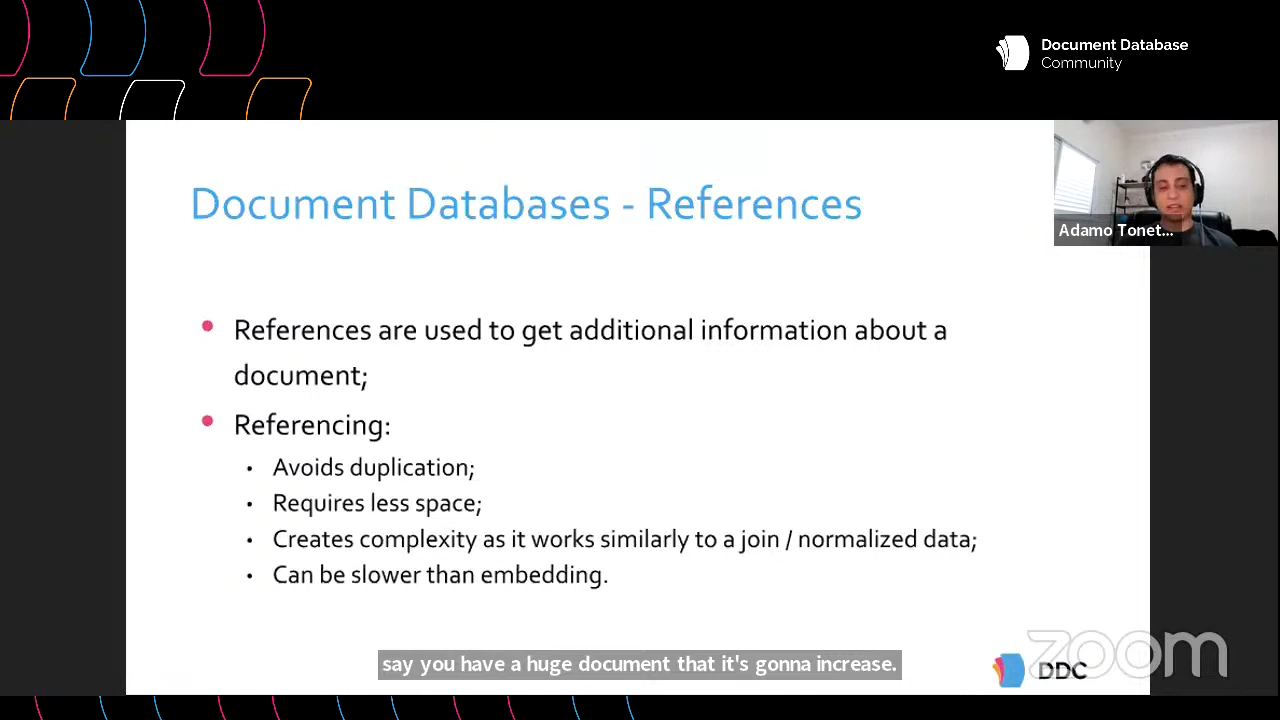 Document Database
Community
Document Databases - References
Adamo Tonet...
• References are used to get additional information about a
document;
• Referencing:
• Avoids duplication;
• Requires less space;
• Creates complexity as it works similarly to a join / normalized data;
• Can be slower than embedding.
say you have a huge document that it's gonna increase.
zoom
DDC